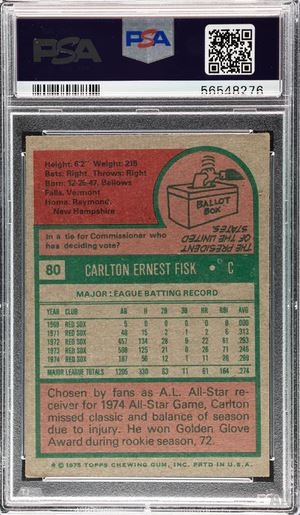 PSA
PSA
56548276
Height: 6'2" Weight: 215
Bats: Right Throws: Right
Born: 12-26-47, Bellows
Falls, Vermont
Home: Raymond,
New Hampshire
BALLOT
BOX
In a tie for Commissioner who
has deciding vote?
THE PRESIDENT
OF THE UNITED
STATES.
80 CARLTON ERNEST FISK • C
MAJOR LEAGUE BATTING RECORD
YEAR CLUB AB H 2B 3B HR RBI AVG
1969 RED SOX 5 0 0 0 0 0 .000
1971 RED SOX 48 15 2 1 2 6 .313
1972 RED SOX 457 134 28 9 22 61 .293
1973 RED SOX 508 125 21 0 26 71 .246
1974 RED SOX 187 56 12 1 11 26 .299
MAJOR LEAGUE TOTALS 1205 330 63 11 61 164 .274
Chosen by fans as A.L. All-Star re-
ceiver for 1974 All-Star Game, Carlton
missed classic and balance of season
due to injury. He won Golden Glove
Award during rookie season, 72.
© 1975 TOPPS CHEWING GUM, INC. PRTD IN U.S.A.